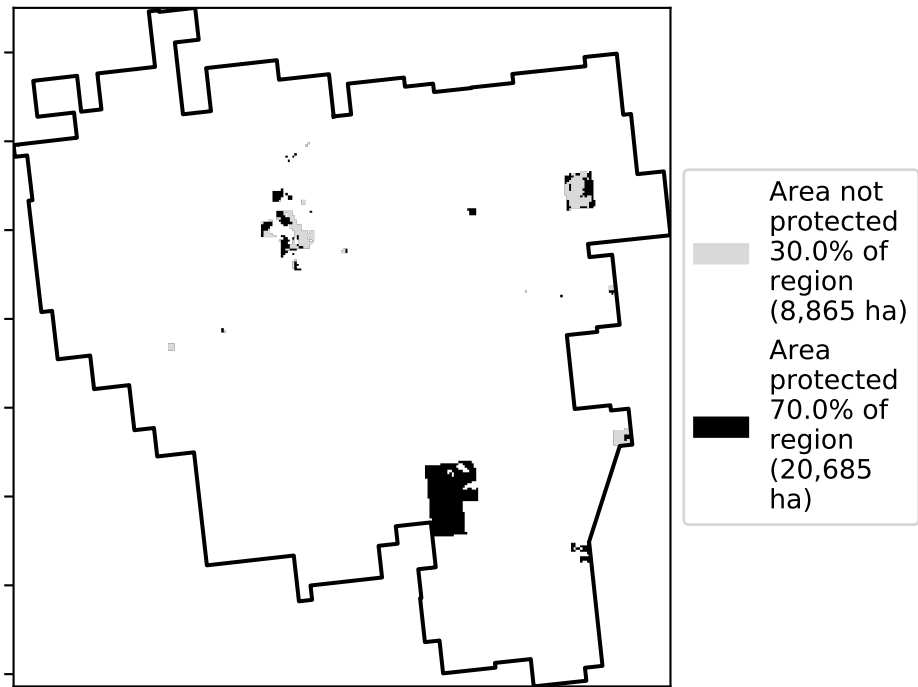 Area not
protected
30.0% of
region
(8,865 ha)
Area
protected
70.0% of
region
(20,685
ha)